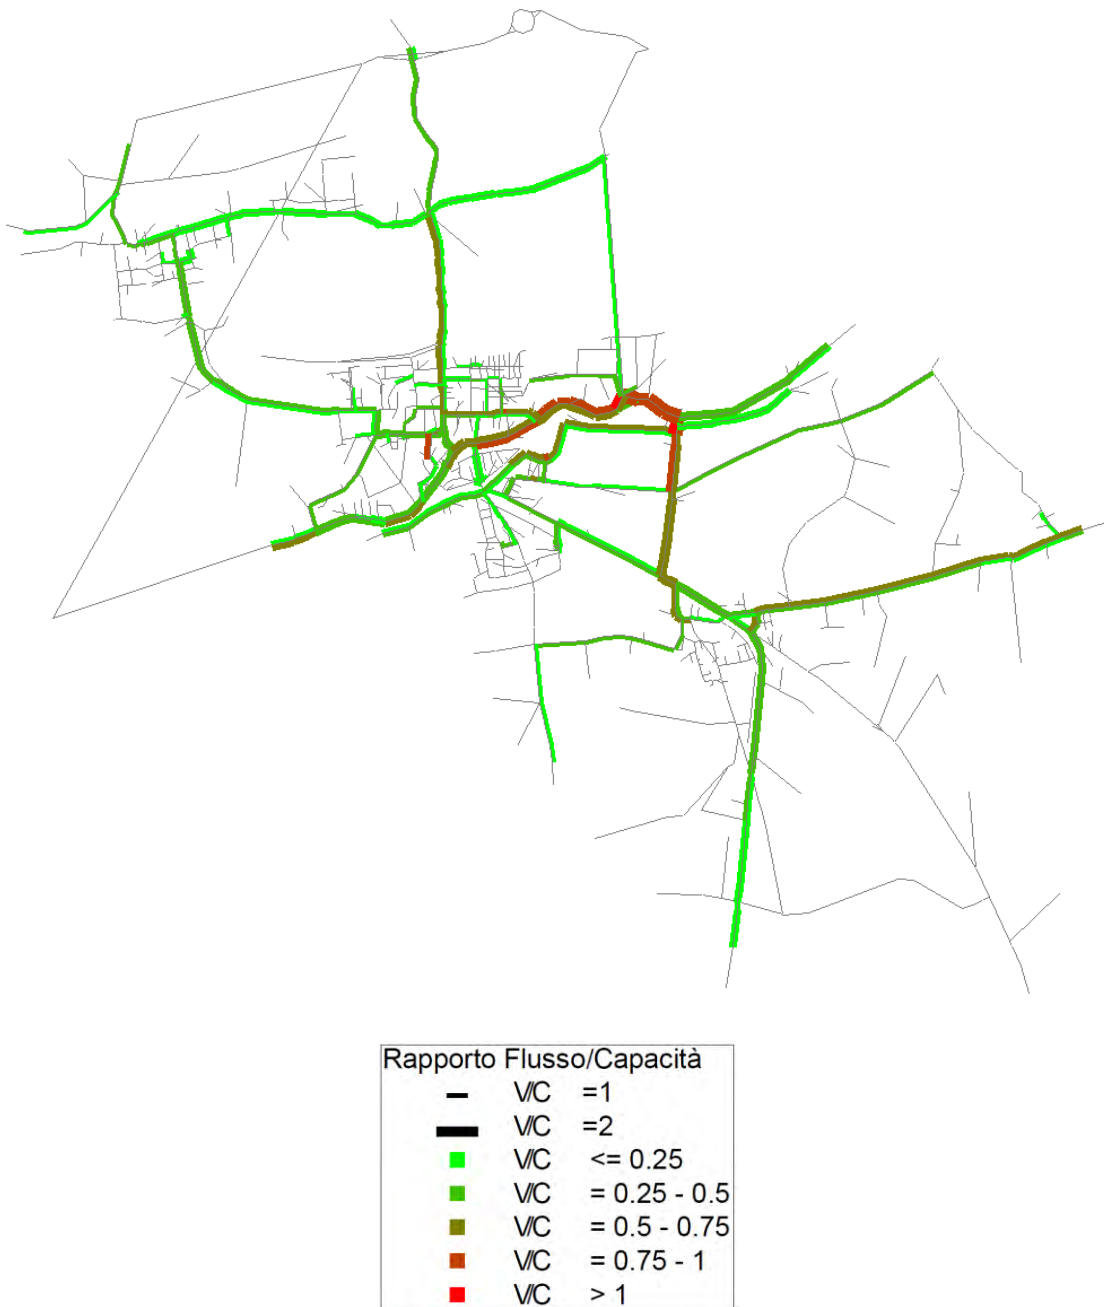 Rapporto Flusso/Capacità
V/C =1
V/C =2
V/C <= 0.25
V/C = 0.25 - 0.5
V/C = 0.5 - 0.75
V/C = 0.75 - 1
V/C > 1